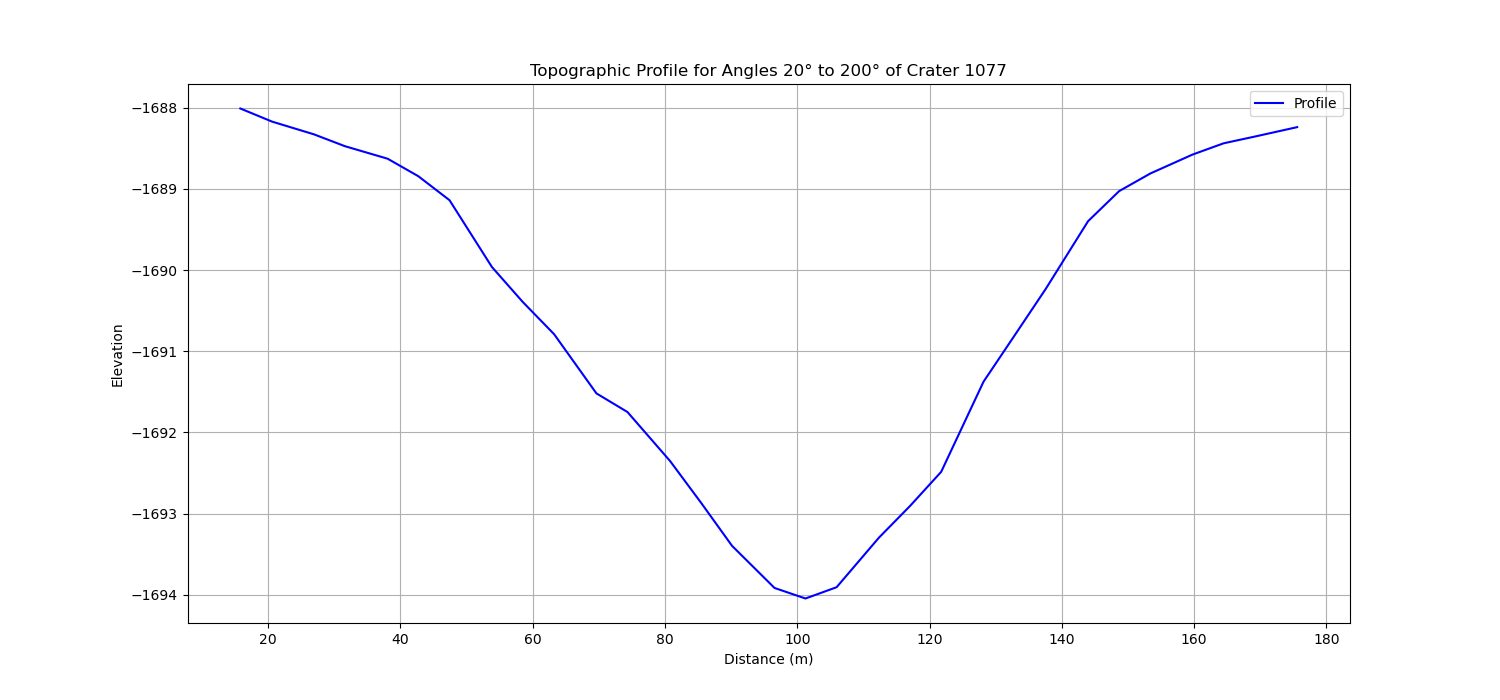 Topographic Profile for Angles 20° to 200° of Crater 1077
Profile
Elevation
−1688
−1689
−1690
−1691
−1692
−1693
−1694
20 40 60 80 100 120 140 160 180
Distance (m)